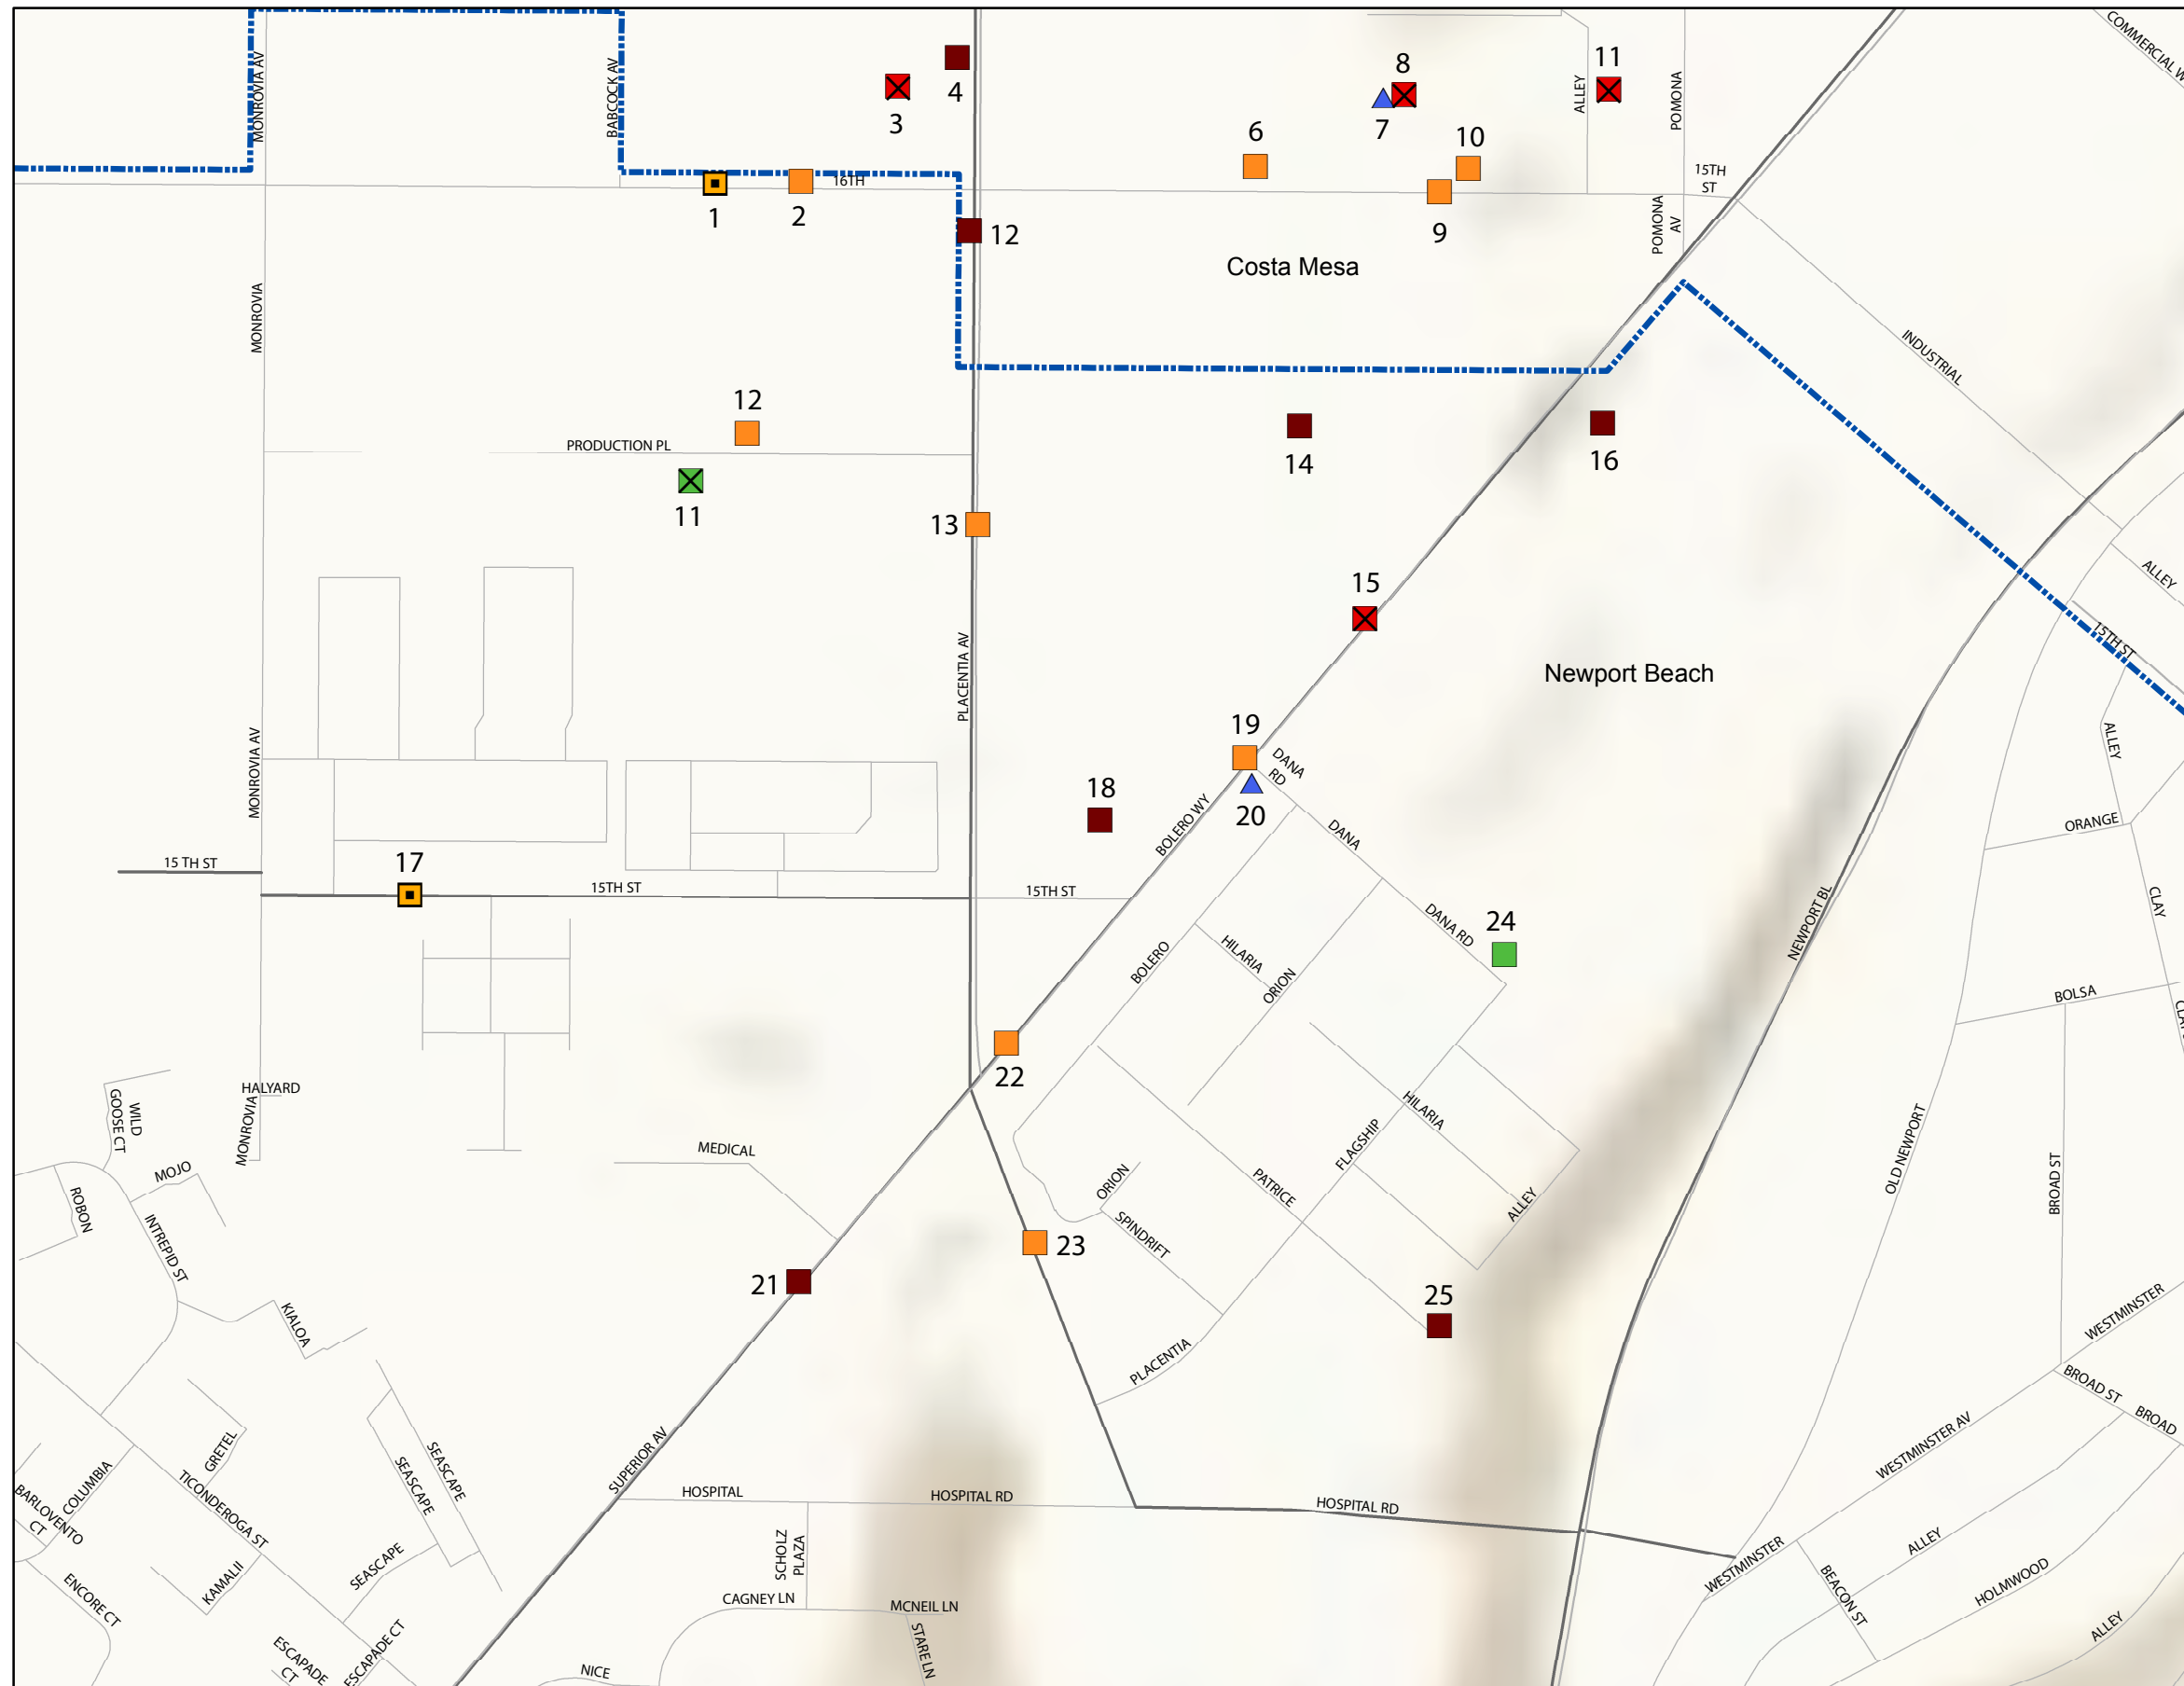 COMMERCIAL W
MONROVIA AV
BABCOCK AV
4
3
8
7
11
ALLEY
POMONA
6
10
16TH
15TH
ST
1
2
9
12
POMONA
AV
Costa Mesa
MONROVIA
INDUSTRIAL
12
PRODUCTION PL
11
14
16
13
15
ALLEY
15TH ST
PLACENTIA AV
Newport Beach
MONROVIA AV
19
DANA
RD
ALLEY
18
20
BOLERO WY
DANA
ORANGE
15 TH ST
17
15TH ST
15TH ST
CLAY
24
DANA RD
NEWPORT BL
BOLERO
HILARIA
ORION
BOLSA
CLAY
22
HALYARD
WILD
GOOSE CT
MONROVIA
MEDICAL
HILARIA
FLAGSHIP
OLD NEWPORT
BROAD ST
MOJO
ROBON
INTREPID ST
ORION
SPINDRIFT
PATRICE
ALLEY
23
21
25
KIALOA
PLACENTIA
WESTMINSTER
BROAD ST
BROAD
GRETEL
SEASCAPE
SEASCAPE
SUPERIOR AV
WESTMINSTER AV
COLUMBIA
BARLOVENTO
CT
TICONDEROGA ST
HOSPITAL
HOSPITAL RD
HOSPITAL RD
SCHOLZ
PLAZA
SEASCAPE
KAMALII
ENCORE CT
WESTMINSTER
ALLEY
BEACON ST
HOLMWOOD
CAGNEY LN
MCNEIL LN
STARE LN
ESCAPADE
CT
ESCAPADE CT
NICE
ALLEY